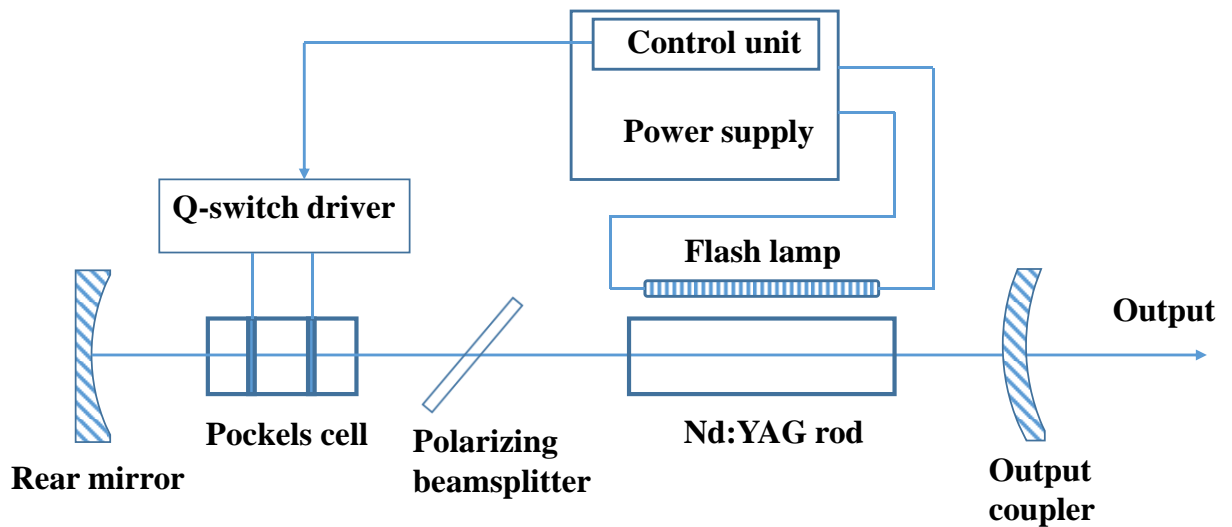 Control unit
Power supply
Q-switch driver
Flash lamp
Output
Pockels cell
Polarizing
beamsplitter
Nd:YAG rod
Rear mirror
Output
coupler